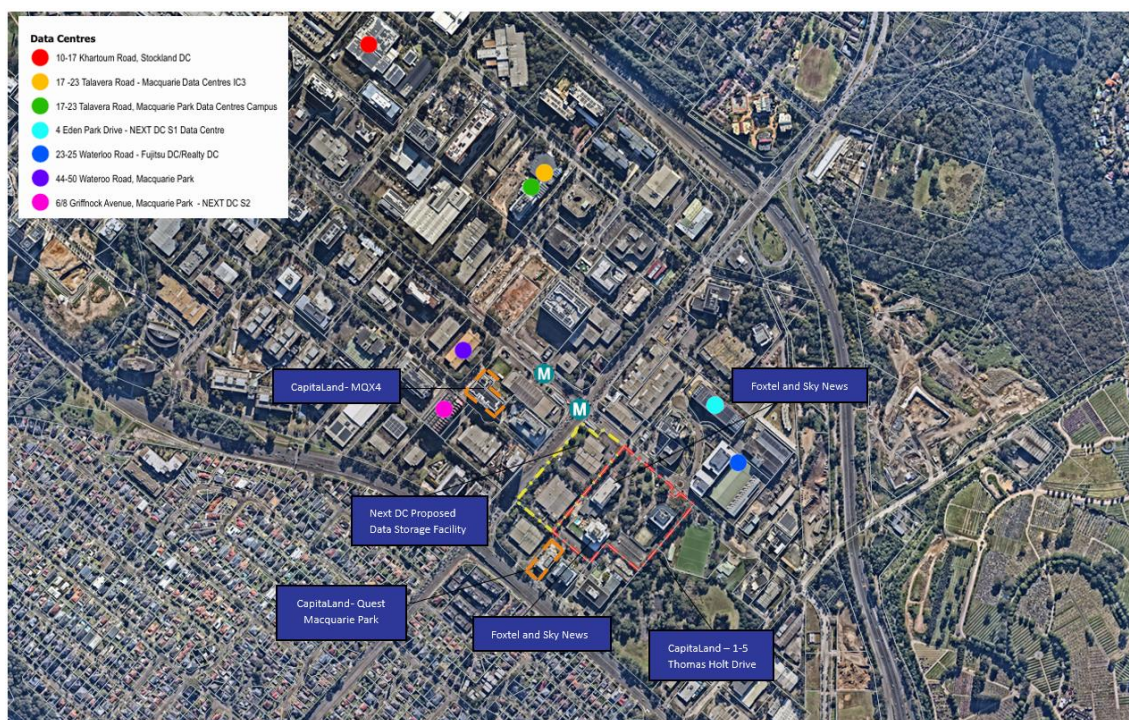 Data Centres
10-17 Khartoum Road, Stockland DC
17 -23 Talavera Road - Macquarie Data Centres IC3
17-23 Talavera Road, Macquarie Park Data Centres Campus
4 Eden Park Drive - NEXT DC S1 Data Centre
23-25 Waterloo Road - Fujitsu DC/Realty DC
44-50 Wateroo Road, Macquarie Park
6/8 Griffnock Avenue, Macquarie Park - NEXT DC S2
M
CapitaLand- MQX4
Foxtel and Sky News
M
Next DC Proposed
Data Storage Facility
CapitaLand- Quest
Macquarie Park
Foxtel and Sky News
CapitaLand – 1-5
Thomas Holt Drive